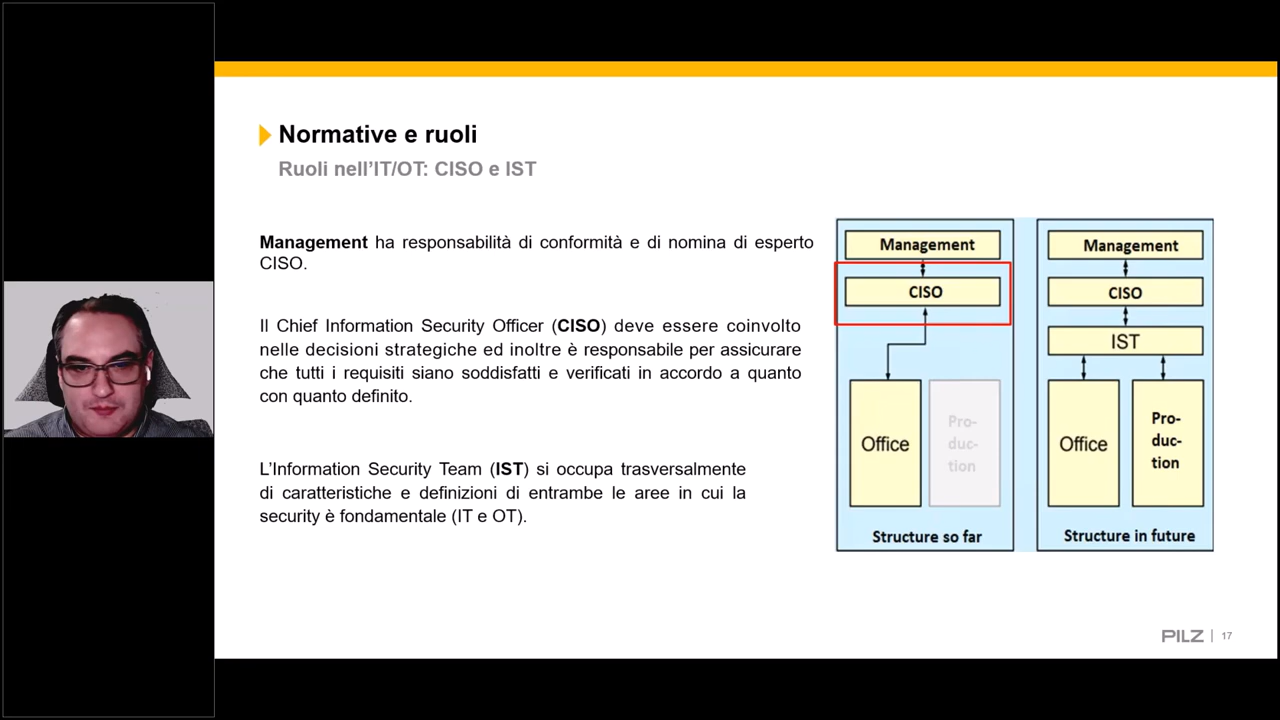 Normative e ruoli
Ruoli nell’IT/OT: CISO e IST
Management ha responsabilità di conformità e di nomina di esperto
CISO.
Il Chief Information Security Officer (CISO) deve essere coinvolto
nelle decisioni strategiche ed inoltre è responsabile per assicurare
che tutti i requisiti siano soddisfatti e verificati in accordo a quanto
con quanto definito.
L’Information Security Team (IST) si occupa trasversalmente
di caratteristiche e definizioni di entrambe le aree in cui la
security è fondamentale (IT e OT).
Management
CISO
Office
Pro-
duc-
tion
Structure so far
Management
CISO
IST
Office
Pro-
duc-
tion
Structure in future
PILZ
17